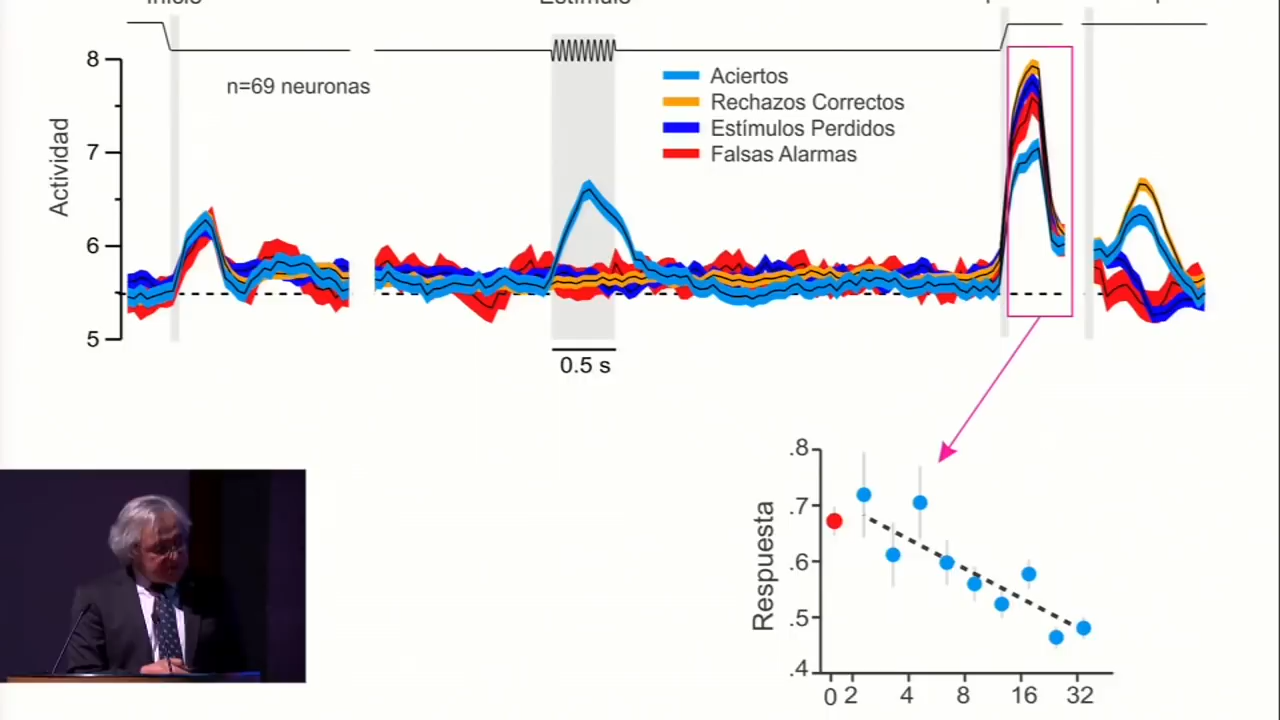 8
n=69 neuronas
Aciertos
Rechazos Correctos
7
Estímulos Perdidos
Falsas Alarmas
Actividad
6
5
0.5 s
.8
.7
.6
.5
.4
Respuesta
0 2 4 8 16 32